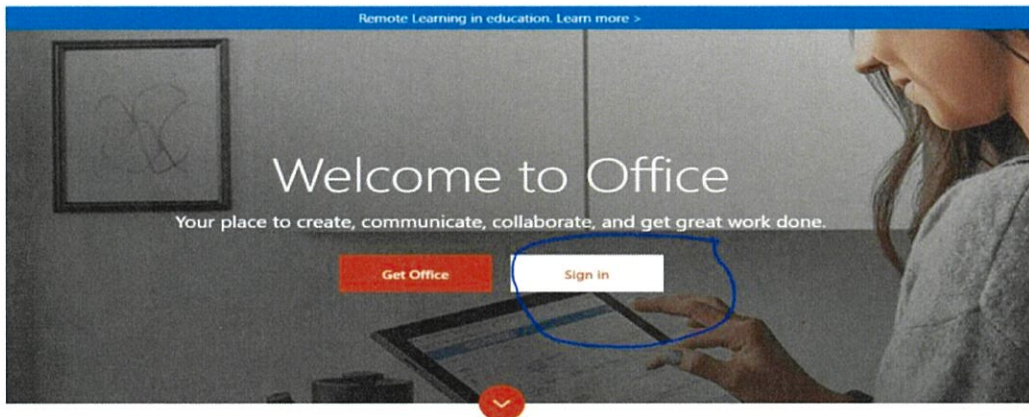 Remote Learning in education. Learn more >
Welcome to Office
Your place to create, communicate, collaborate, and get great work done.
Get Office
Sign in